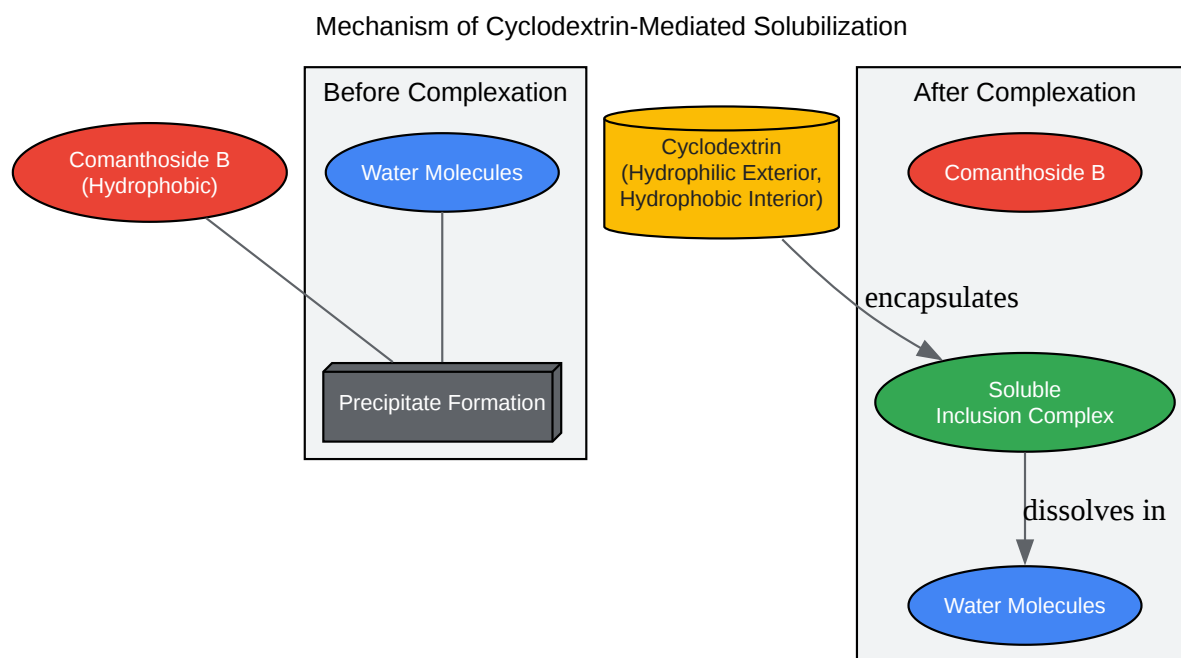 Mechanism of Cyclodextrin-Mediated Solubilization
Before Complexation
After Complexation
Comanthoside B
(Hydrophobic)
Water Molecules
Cyclodextrin
(Hydrophilic Exterior,
Hydrophobic Interior)
Comanthoside B
encapsulates
Precipitate Formation
Soluble
Inclusion Complex
dissolves in
Water Molecules